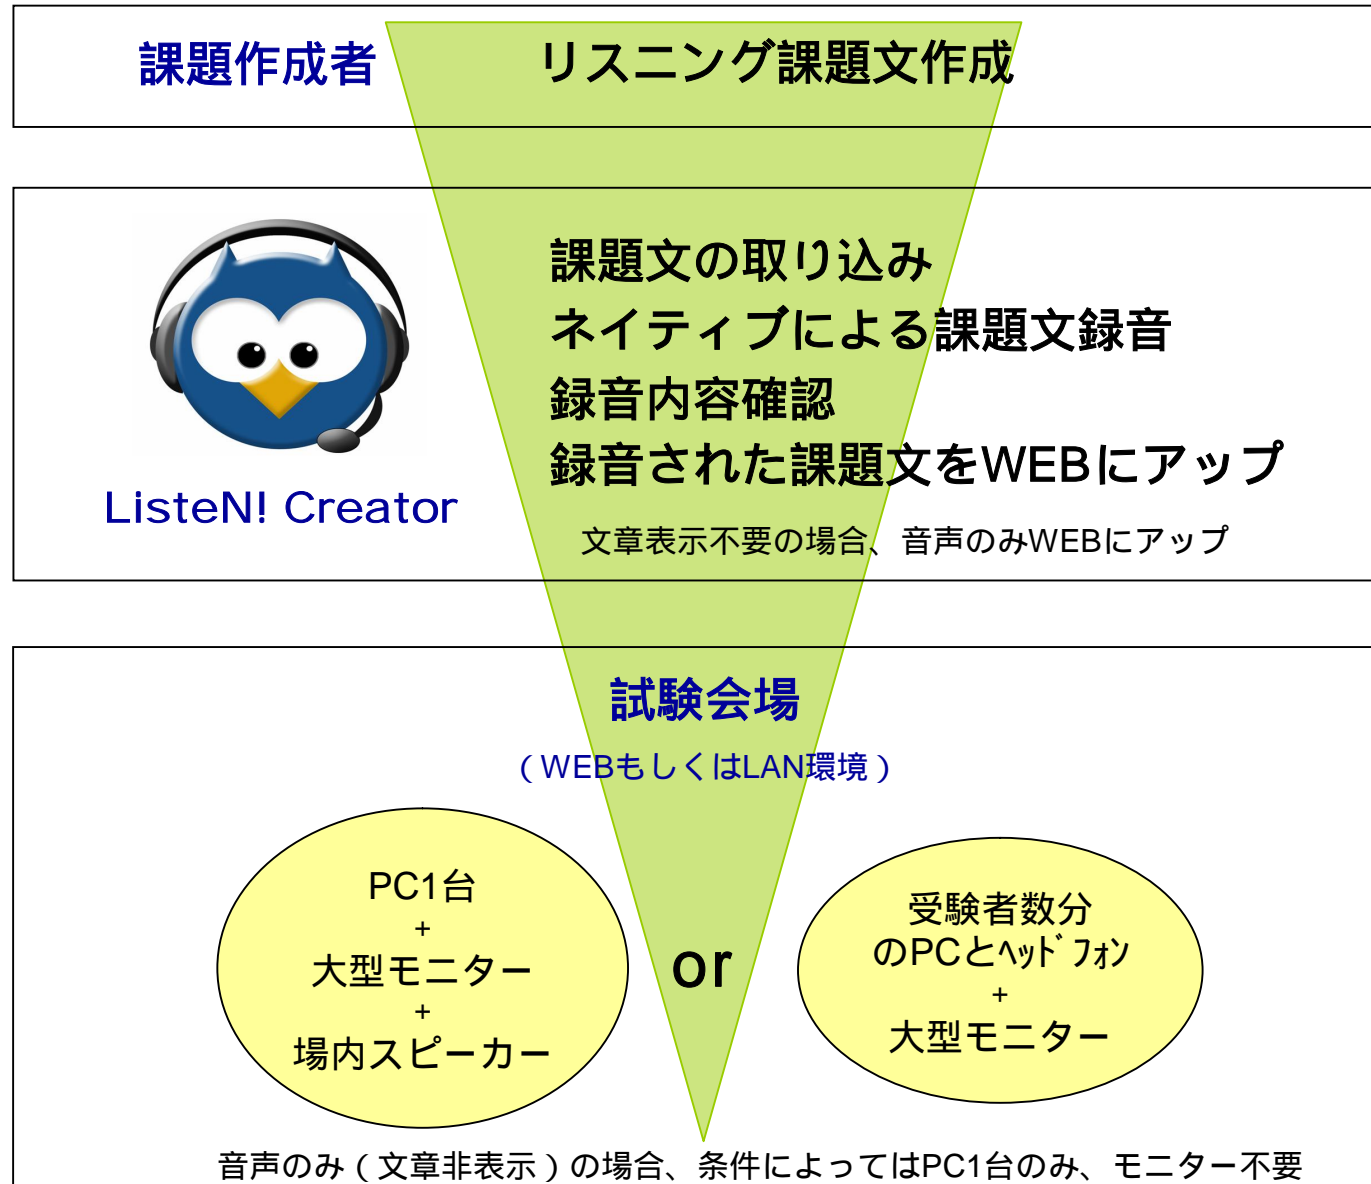 課題作成者
リスニング課題文作成
課題文の取り込み
ネイティブによる課題文録音
録音内容確認
録音された課題文をWEBにアップ
ListeN! Creator
文章表示不要の場合、音声のみWEBにアップ
試験会場
（WEBもしくはLAN環境）
PC1台
+
大型モニター
+
場内スピーカー
or
受験者数分
のPCとﾍｯﾄﾞﾌｫﾝ
+
大型モニター
音声のみ（文章非表示）の場合、条件によってはPC1台のみ、モニター不要